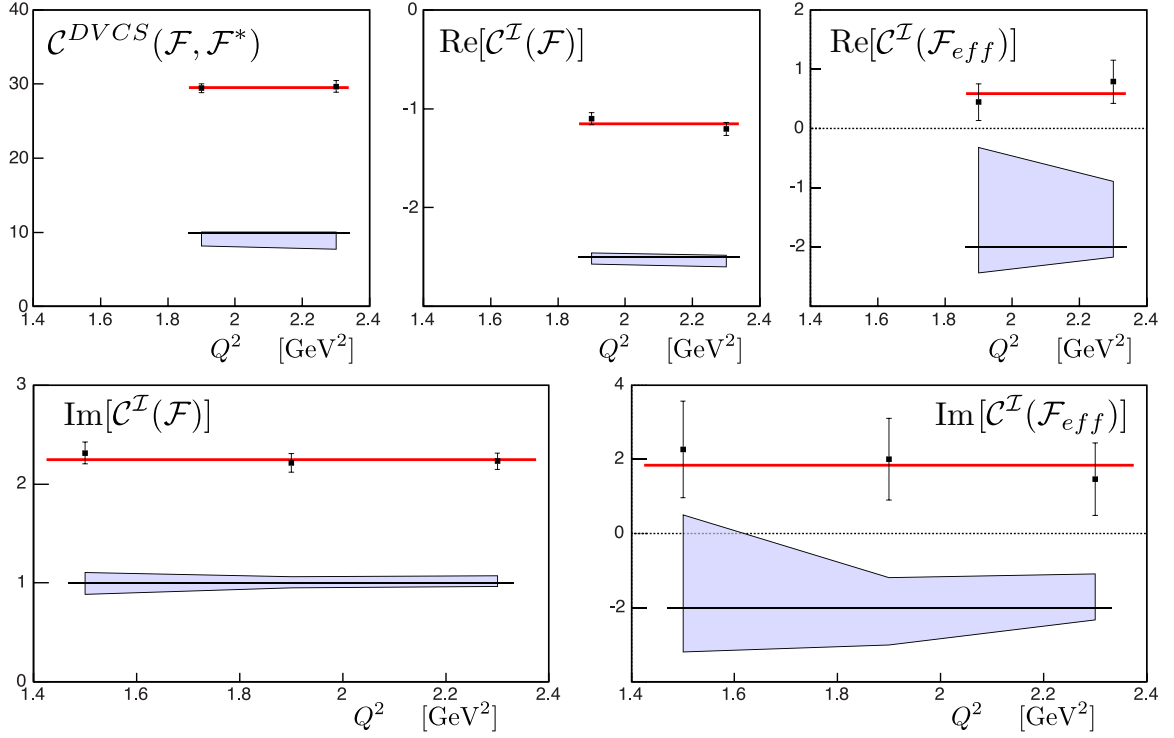 40
30
20
10
0
1.4 1.6 1.8 2 2.2 2.4
𝒞^{DVCS}(ℱ, ℱ*)
Q² [GeV²]
0
-1
-2
-3
1.4 1.6 1.8 2 2.2 2.4
Re[𝒞^ℐ(ℱ)]
Q² [GeV²]
2
1
0
-1
-2
-3
1.4 1.6 1.8 2 2.2 2.4
Re[𝒞^ℐ(ℱ_{eff})]
Q² [GeV²]
3
2
1
0
1.4 1.6 1.8 2 2.2 2.4
Im[𝒞^ℐ(ℱ)]
Q² [GeV²]
4
2
0
-2
-4
1.4 1.6 1.8 2 2.2 2.4
Im[𝒞^ℐ(ℱ_{eff})]
Q² [GeV²]